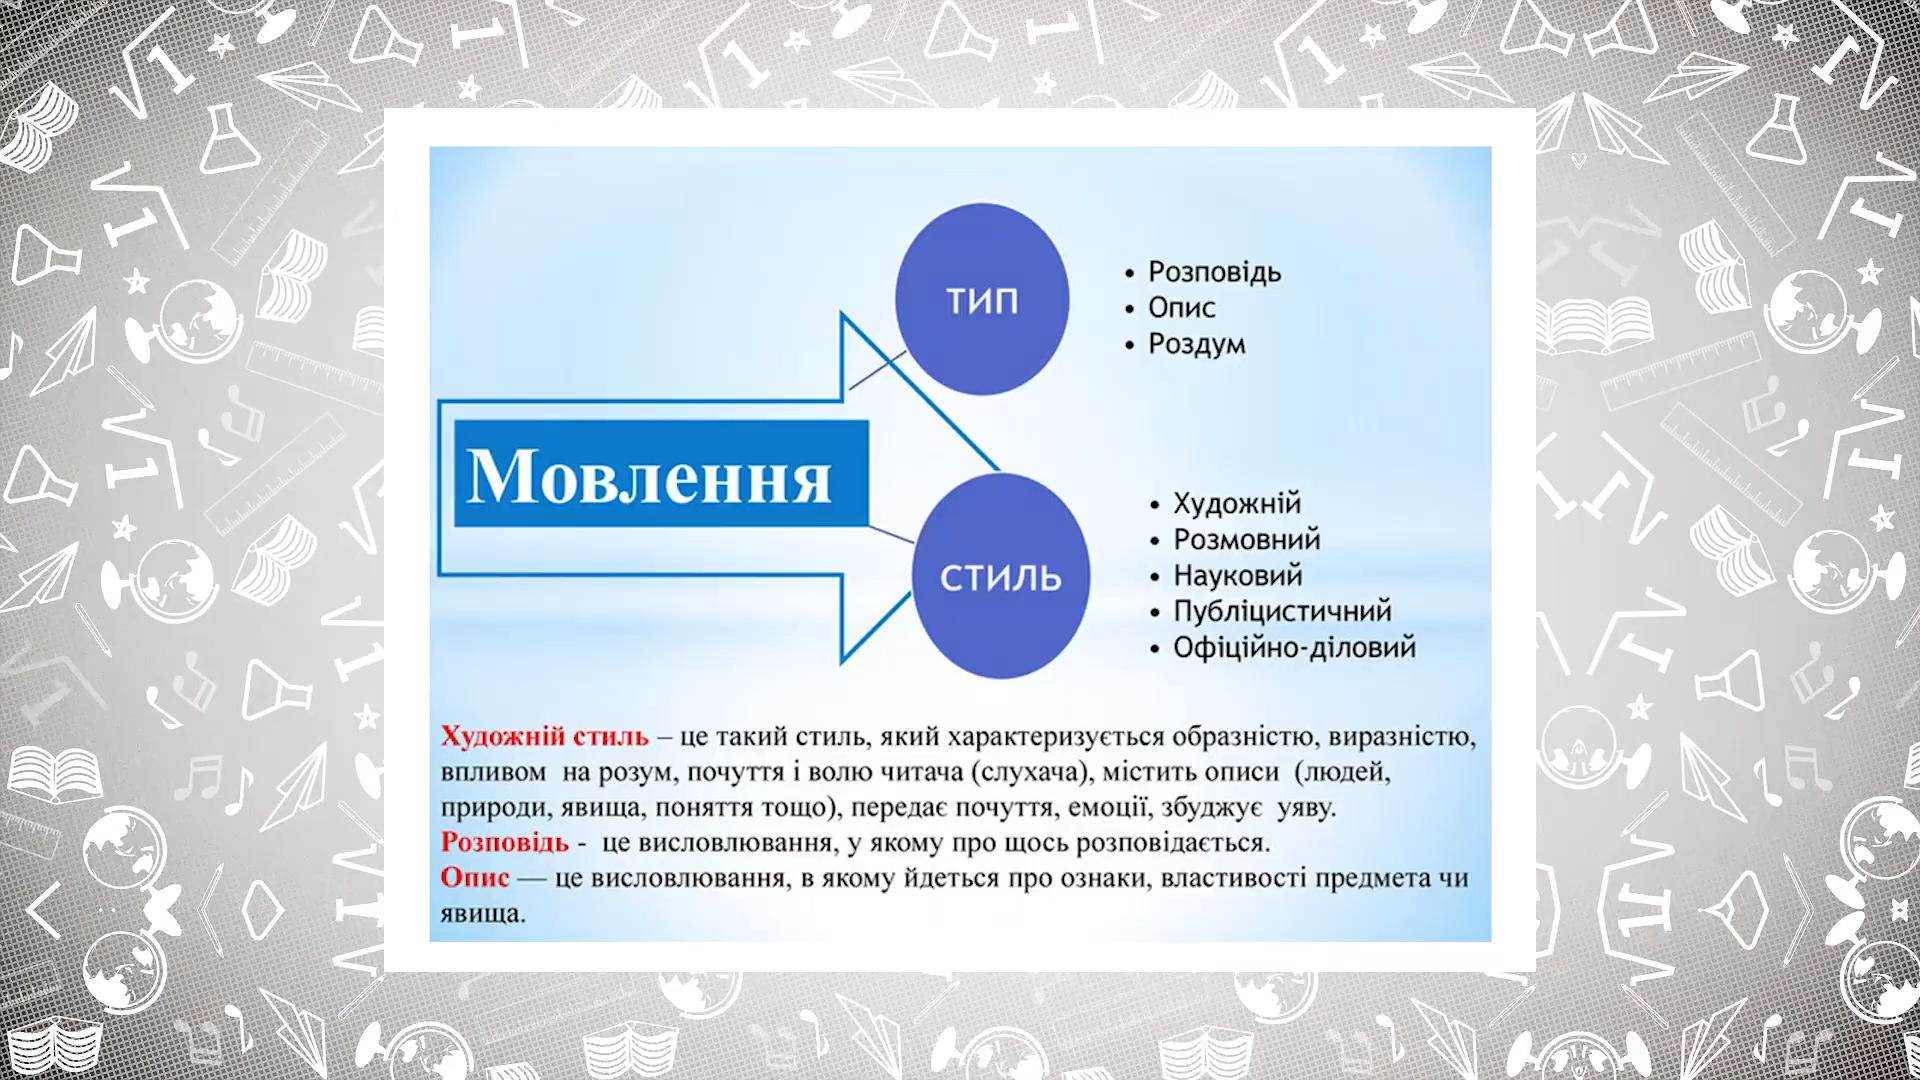 ТИП
• Розповідь
• Опис
• Роздум
Мовлення
СТИЛЬ
• Художній
• Розмовний
• Науковий
• Публіцистичний
• Офіційно-діловий
Художній стиль – це такий стиль, який характеризується образністю, виразністю,
впливом на розум, почуття і волю читача (слухача), містить описи (людей,
природи, явища, поняття тощо), передає почуття, емоції, збуджує уяву.
Розповідь - це висловлювання, у якому про щось розповідається.
Опис — це висловлювання, в якому йдеться про ознаки, властивості предмета чи
явища.